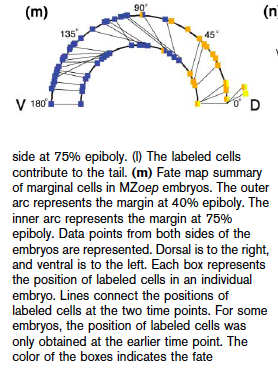 (m)
90°
(n
135°
45°
V 180°
0° D
side at 75% epiboly. (l) The labeled cells
contribute to the tail. (m) Fate map summary
of marginal cells in MZoep embryos. The outer
arc represents the margin at 40% epiboly. The
inner arc represents the margin at 75%
epiboly. Data points from both sides of the
embryos are represented. Dorsal is to the right,
and ventral is to the left. Each box represents
the position of labeled cells in an individual
embryo. Lines connect the positions of
labeled cells at the two time points. For some
embryos, the position of labeled cells was
only obtained at the earlier time point. The
color of the boxes indicates the fate